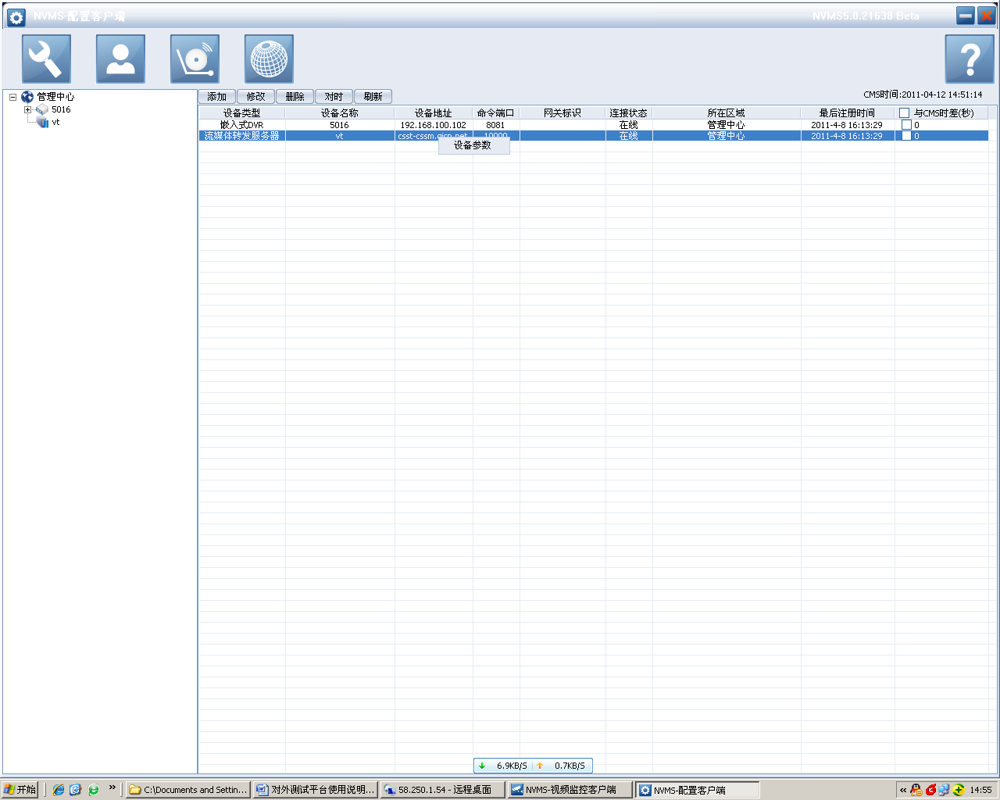 NVMS-配置客户端
NVMS5.0.21638 Beta
管理中心
5016
vt
添加 修改 删除 对时 刷新
CMS时间:2011-04-12 14:51:14
设备类型 设备名称 设备地址 命令端口 网关标识 连接状态 所在区域 最后注册时间 与CMS时差(秒)
嵌入式DVR 5016 192.168.100.102 8081 在线 管理中心 2011-4-8 16:13:29 0
流媒体转发服务器 vt csst-cssm.gicp.net 10000 在线 管理中心 2011-4-8 16:13:29 0
设备参数
6.9KB/S 0.7KB/S
开始 » C:\Documents and Settin... 对外测试平台使用说明... 58.250.1.54 - 远程桌面 NVMS-视频监控客户端 NVMS-配置客户端 « 14:55